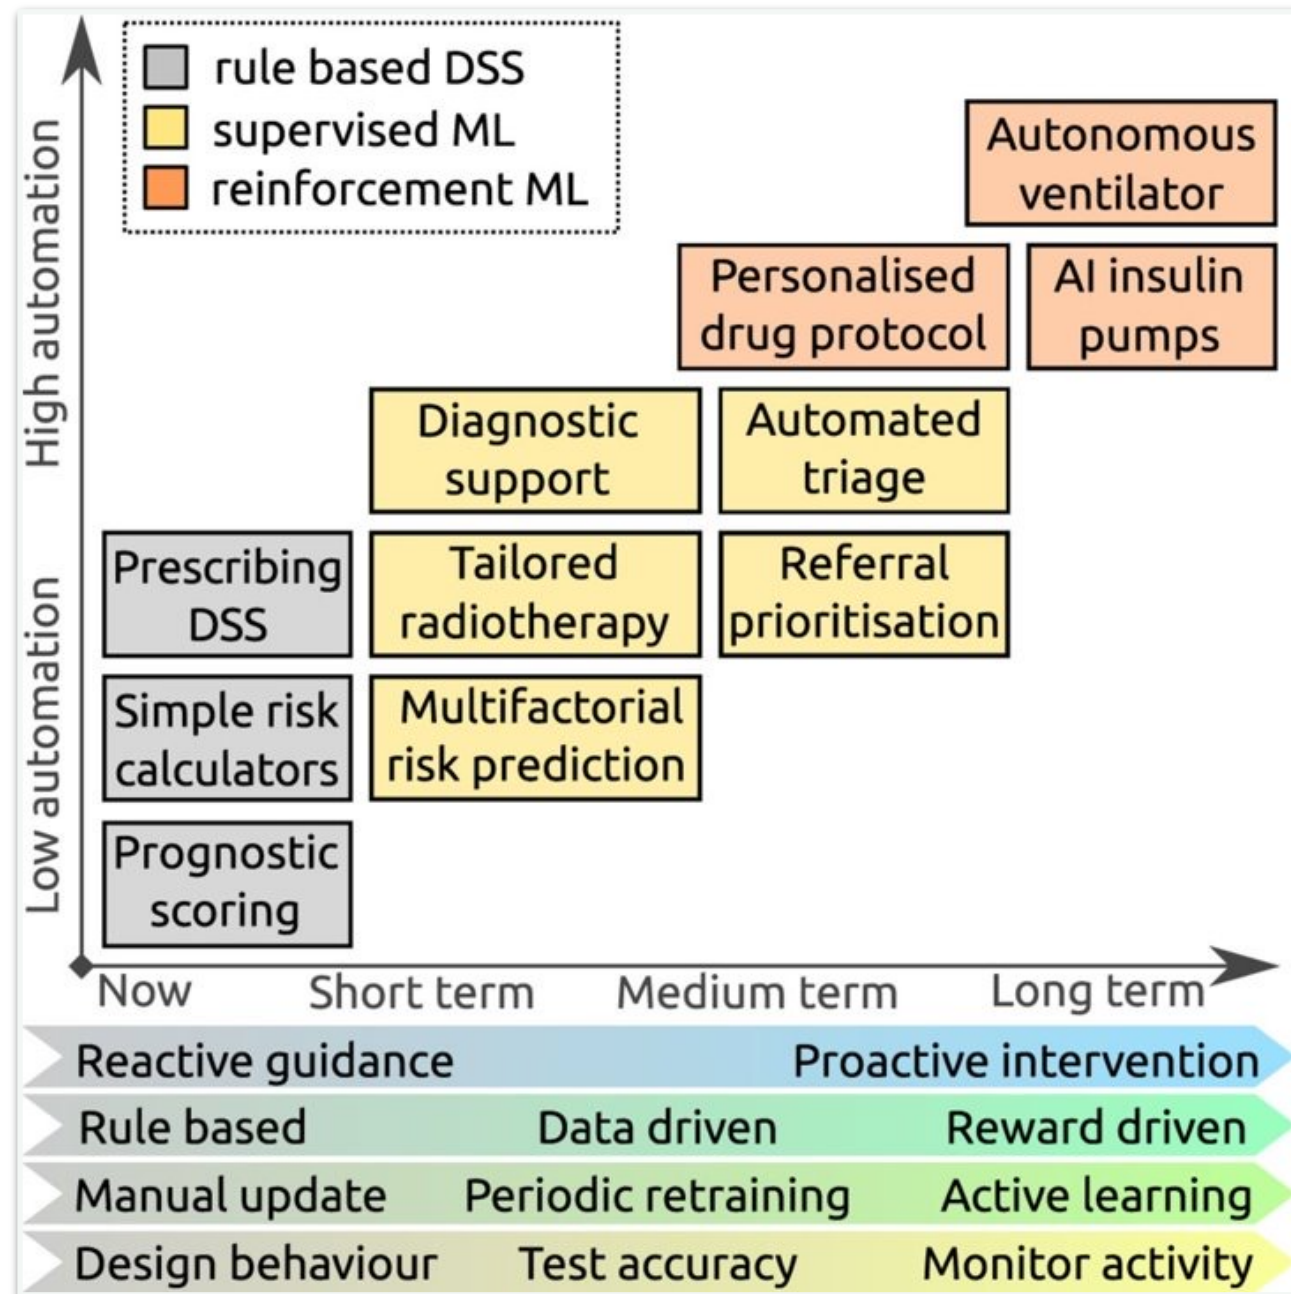 rule based DSS
supervised ML
reinforcement ML
High automation
Low automation
Autonomous
ventilator
Personalised
drug protocol
AI insulin
pumps
Diagnostic
support
Automated
triage
Prescribing
DSS
Tailored
radiotherapy
Referral
prioritisation
Simple risk
calculators
Multifactorial
risk prediction
Prognostic
scoring
Now Short term Medium term Long term
Reactive guidance Proactive intervention
Rule based Data driven Reward driven
Manual update Periodic retraining Active learning
Design behaviour Test accuracy Monitor activity